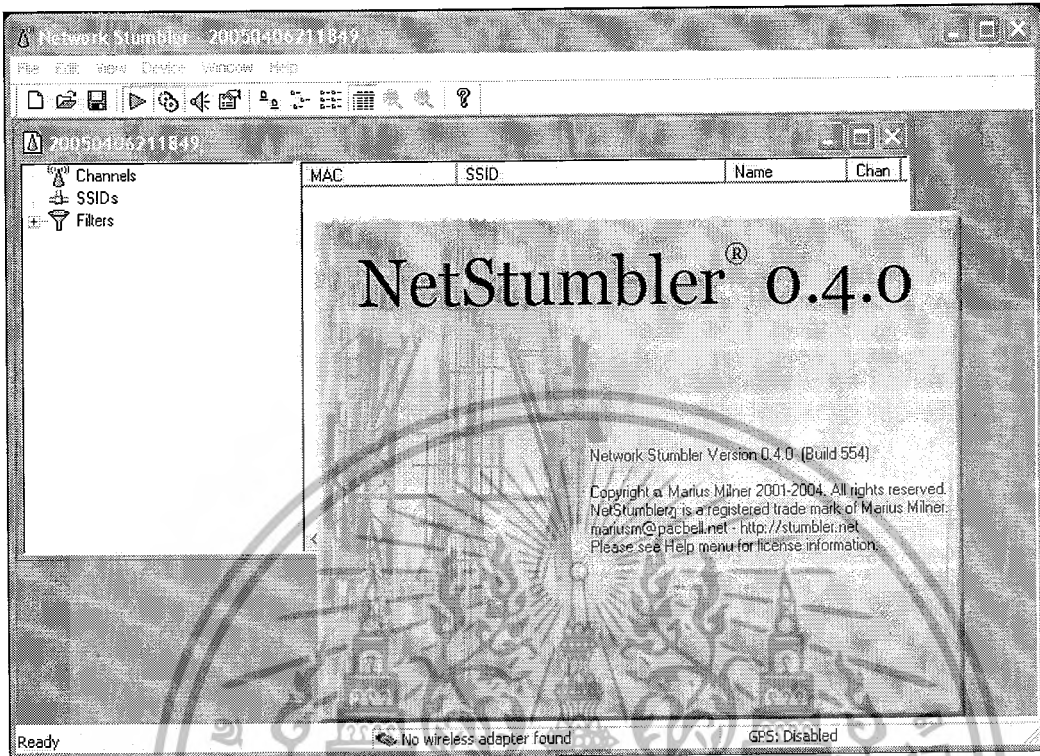 Network Stumbler - 20050406211849
File Edit View Device Window Help
20050406211849
Channels
SSIDs
Filters
MAC SSID Name Chan
NetStumbler® 0.4.0
Network Stumbler Version 0.4.0 (Build 554)
Copyright a Marius Milner 2001-2004. All rights reserved.
NetStumbler is a registered trade mark of Marius Milner.
mariusm@pacbell.net - http://stumbler.net
Please see Help menu for license information.
Ready No wireless adapter found GPS: Disabled